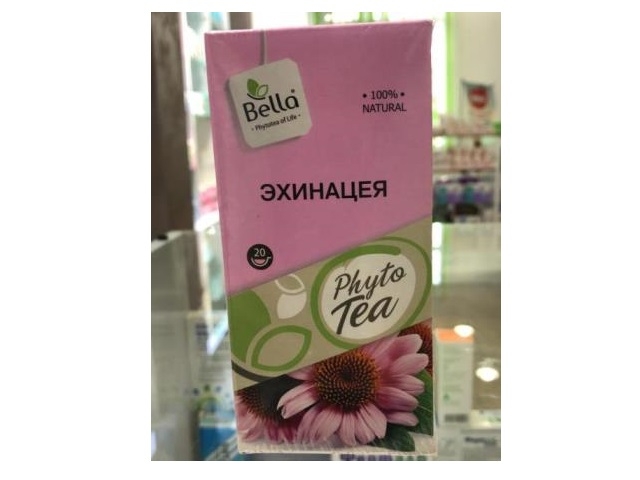 Bella
• Phytotea of Life •
• 100% •
NATURAL
ЭХИНАЦЕЯ
20
Phyto
Tea